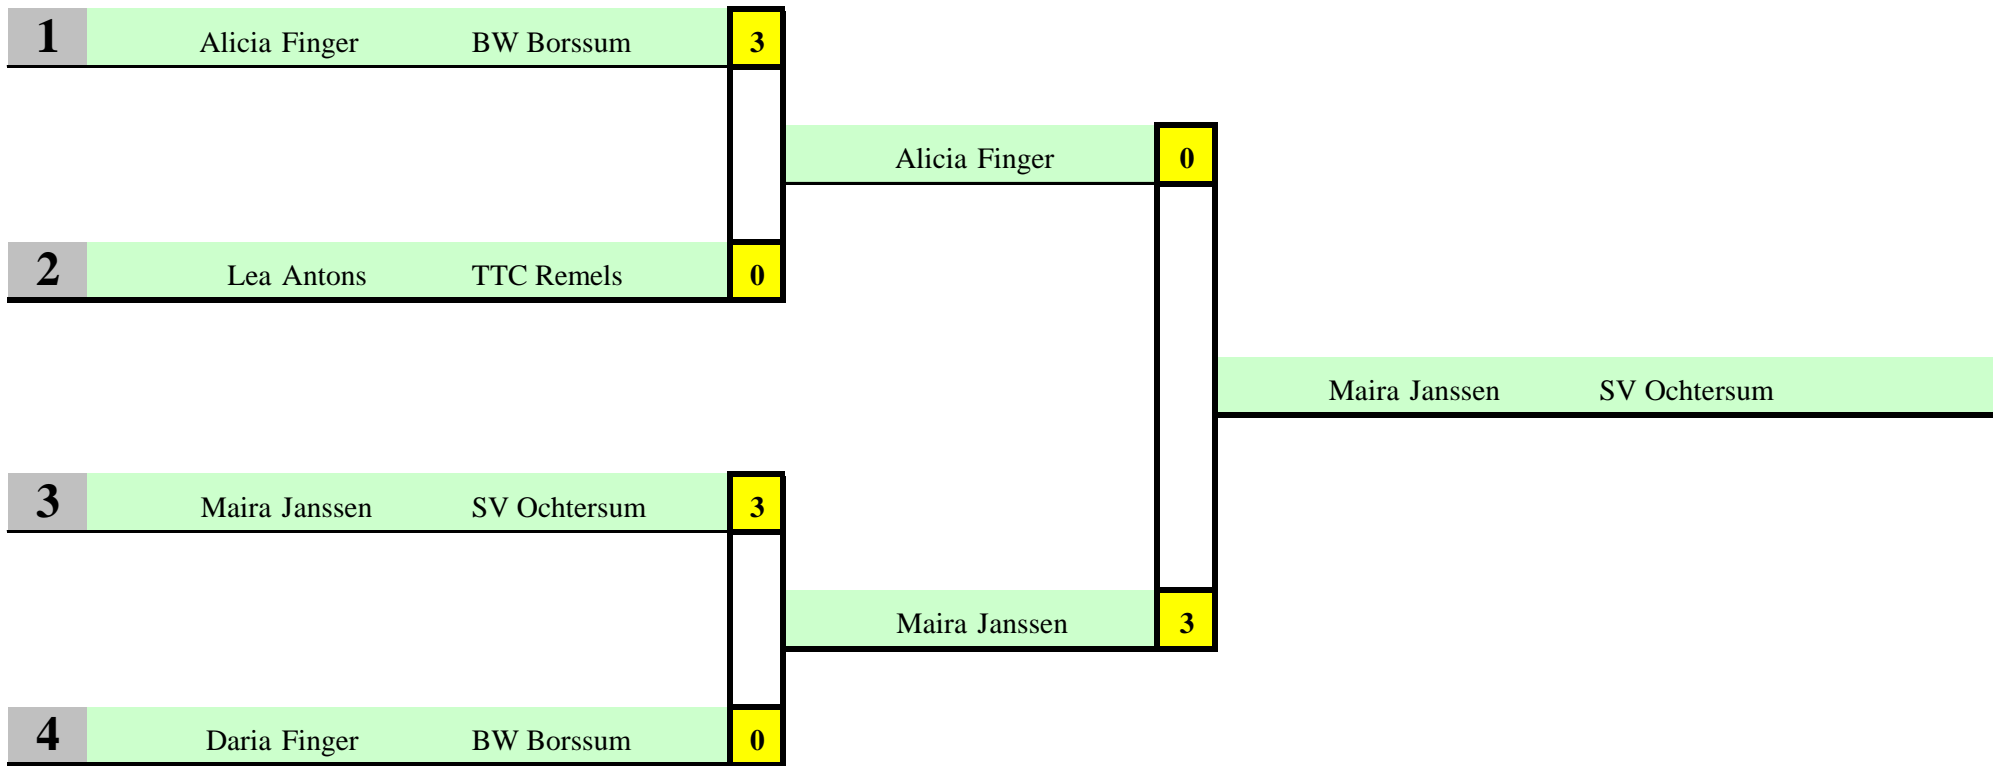 1 Alicia Finger BW Borssum 3
Alicia Finger 0
2 Lea Antons TTC Remels 0
Maira Janssen SV Ochtersum
3 Maira Janssen SV Ochtersum 3
Maira Janssen 3
4 Daria Finger BW Borssum 0